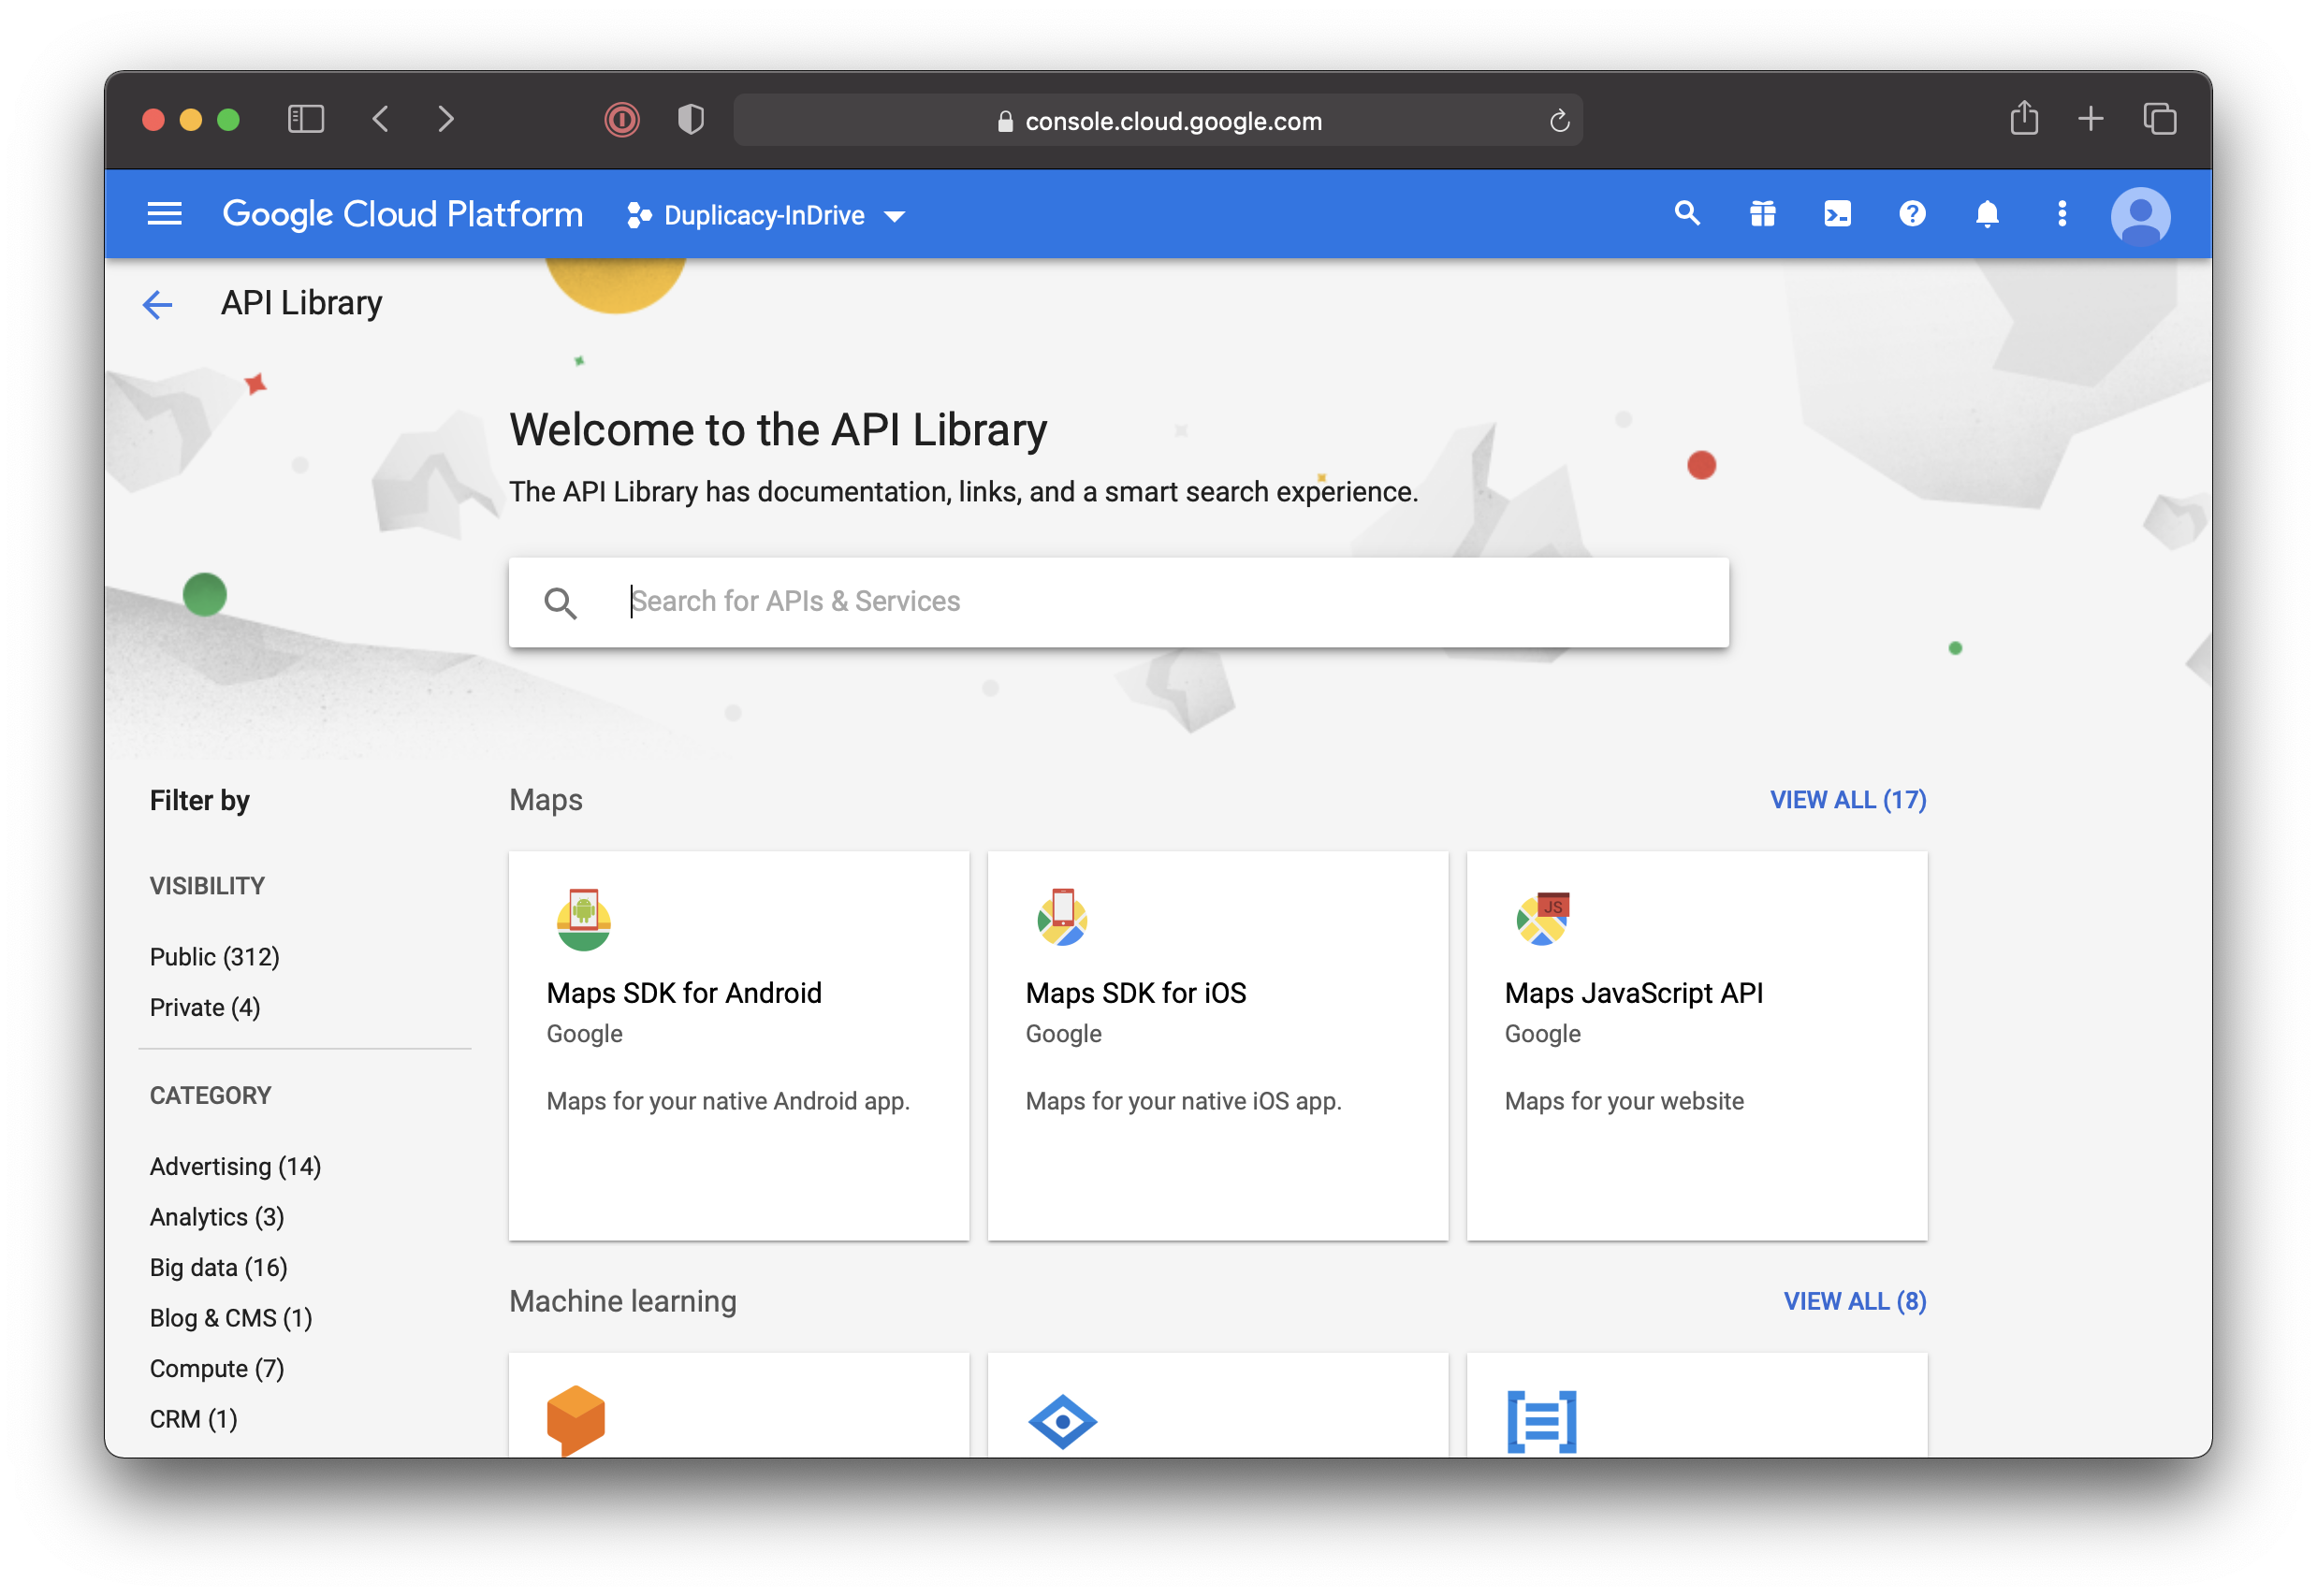 console.cloud.google.com
Google Cloud Platform
Duplicacy-InDrive
API Library
Welcome to the API Library
The API Library has documentation, links, and a smart search experience.
Search for APIs & Services
Filter by
VISIBILITY
Public (312)
Private (4)
CATEGORY
Advertising (14)
Analytics (3)
Big data (16)
Blog & CMS (1)
Compute (7)
CRM (1)
Maps
VIEW ALL (17)
Maps SDK for Android
Google
Maps for your native Android app.
Maps SDK for iOS
Google
Maps for your native iOS app.
JS
Maps JavaScript API
Google
Maps for your website
Machine learning
VIEW ALL (8)